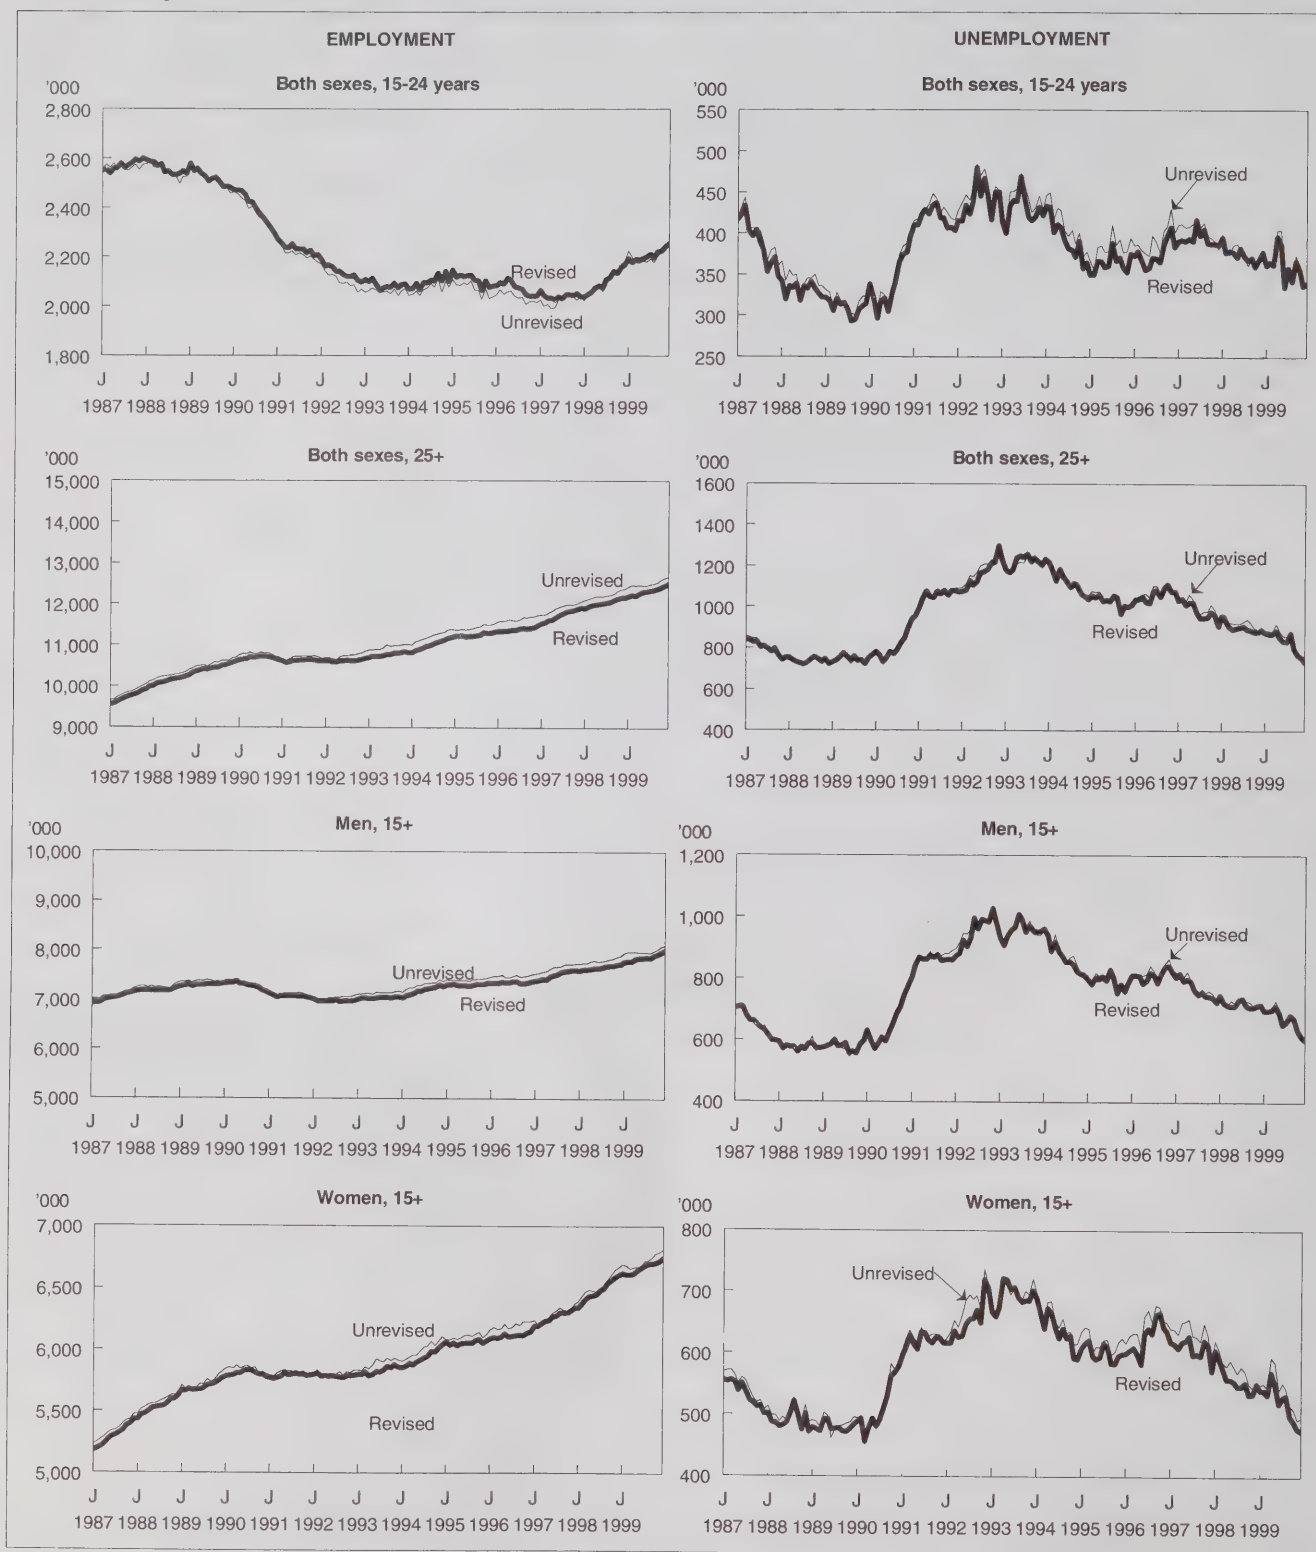 EMPLOYMENT
Both sexes, 15-24 years
'000
2,800
2,600
2,400
2,200
2,000
1,800
Revised
Unrevised
J J J J J J J J J J J J J
1987 1988 1989 1990 1991 1992 1993 1994 1995 1996 1997 1998 1999
Both sexes, 25+
'000
15,000
14,000
13,000
12,000
11,000
10,000
9,000
Unrevised
Revised
J J J J J J J J J J J J J
1987 1988 1989 1990 1991 1992 1993 1994 1995 1996 1997 1998 1999
Men, 15+
'000
10,000
9,000
8,000
7,000
6,000
5,000
Unrevised
Revised
J J J J J J J J J J J J J
1987 1988 1989 1990 1991 1992 1993 1994 1995 1996 1997 1998 1999
Women, 15+
'000
7,000
6,500
6,000
5,500
5,000
Unrevised
Revised
J J J J J J J J J J J J J
1987 1988 1989 1990 1991 1992 1993 1994 1995 1996 1997 1998 1999
UNEMPLOYMENT
Both sexes, 15-24 years
'000
550
500
450
400
350
300
250
Unrevised
Revised
J J J J J J J J J J J J J
1987 1988 1989 1990 1991 1992 1993 1994 1995 1996 1997 1998 1999
Both sexes, 25+
'000
1600
1400
1200
1000
800
600
400
Unrevised
Revised
J J J J J J J J J J J J J
1987 1988 1989 1990 1991 1992 1993 1994 1995 1996 1997 1998 1999
Men, 15+
'000
1,200
1,000
800
600
400
Unrevised
Revised
J J J J J J J J J J J J J
1987 1988 1989 1990 1991 1992 1993 1994 1995 1996 1997 1998 1999
Women, 15+
'000
800
700
600
500
400
Unrevised
Revised
J J J J J J J J J J J J J
1987 1988 1989 1990 1991 1992 1993 1994 1995 1996 1997 1998 1999